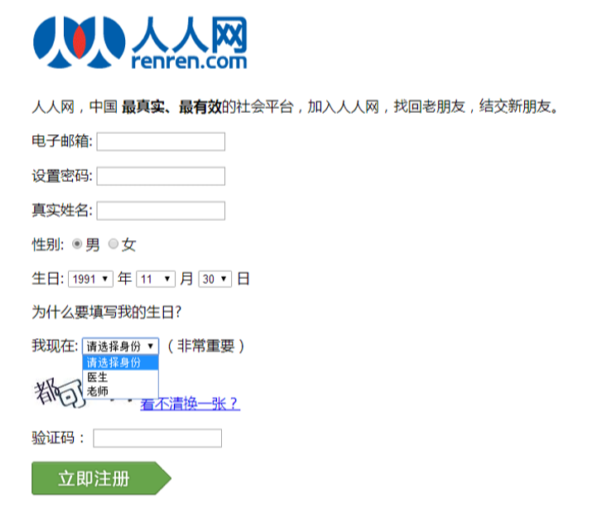 人人网
renren.com
人人网，中国 最真实、最有效的社会平台，加入人人网，找回老朋友，结交新朋友。
电子邮箱:
设置密码:
真实姓名:
性别: 男 女
生日: 1991 年 11 月 30 日
为什么要填写我的生日?
我现在: 请选择身份 （非常重要）
请选择身份
医生
老师
看不清换一张？
验证码：
立即注册